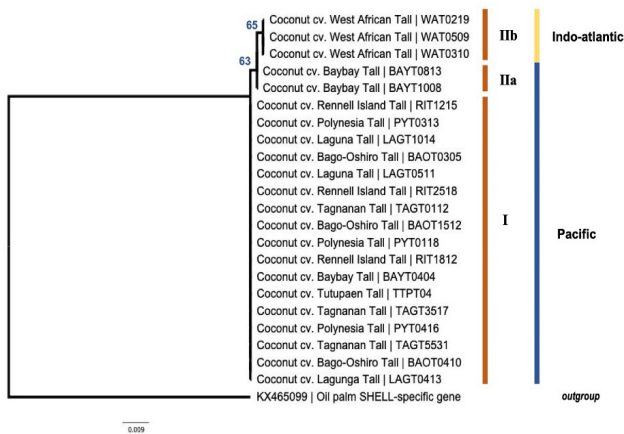 65
63
Coconut cv. West African Tall | WAT0219
Coconut cv. West African Tall | WAT0509
Coconut cv. West African Tall | WAT0310
Coconut cv. Baybay Tall | BAYT0813
Coconut cv. Baybay Tall | BAYT1008
Coconut cv. Rennell Island Tall | RIT1215
Coconut cv. Polynesia Tall | PYT0313
Coconut cv. Laguna Tall | LAGT1014
Coconut cv. Bago-Oshiro Tall | BAOT0305
Coconut cv. Laguna Tall | LAGT0511
Coconut cv. Rennell Island Tall | RIT2518
Coconut cv. Tagnanan Tall | TAGT0112
Coconut cv. Bago-Oshiro Tall | BAOT1512
Coconut cv. Polynesia Tall | PYT0118
Coconut cv. Rennell Island Tall | RIT1812
Coconut cv. Baybay Tall | BAYT0404
Coconut cv. Tutupaen Tall | TTPT04
Coconut cv. Tagnanan Tall | TAGT3517
Coconut cv. Polynesia Tall | PYT0416
Coconut cv. Tagnanan Tall | TAGT5531
Coconut cv. Bago-Oshiro Tall | BAOT0410
Coconut cv. Lagunga Tall | LAGT0413
KX465099 | Oil palm SHELL-specific gene
IIb
IIa
I
Indo-atlantic
Pacific
outgroup
0.009